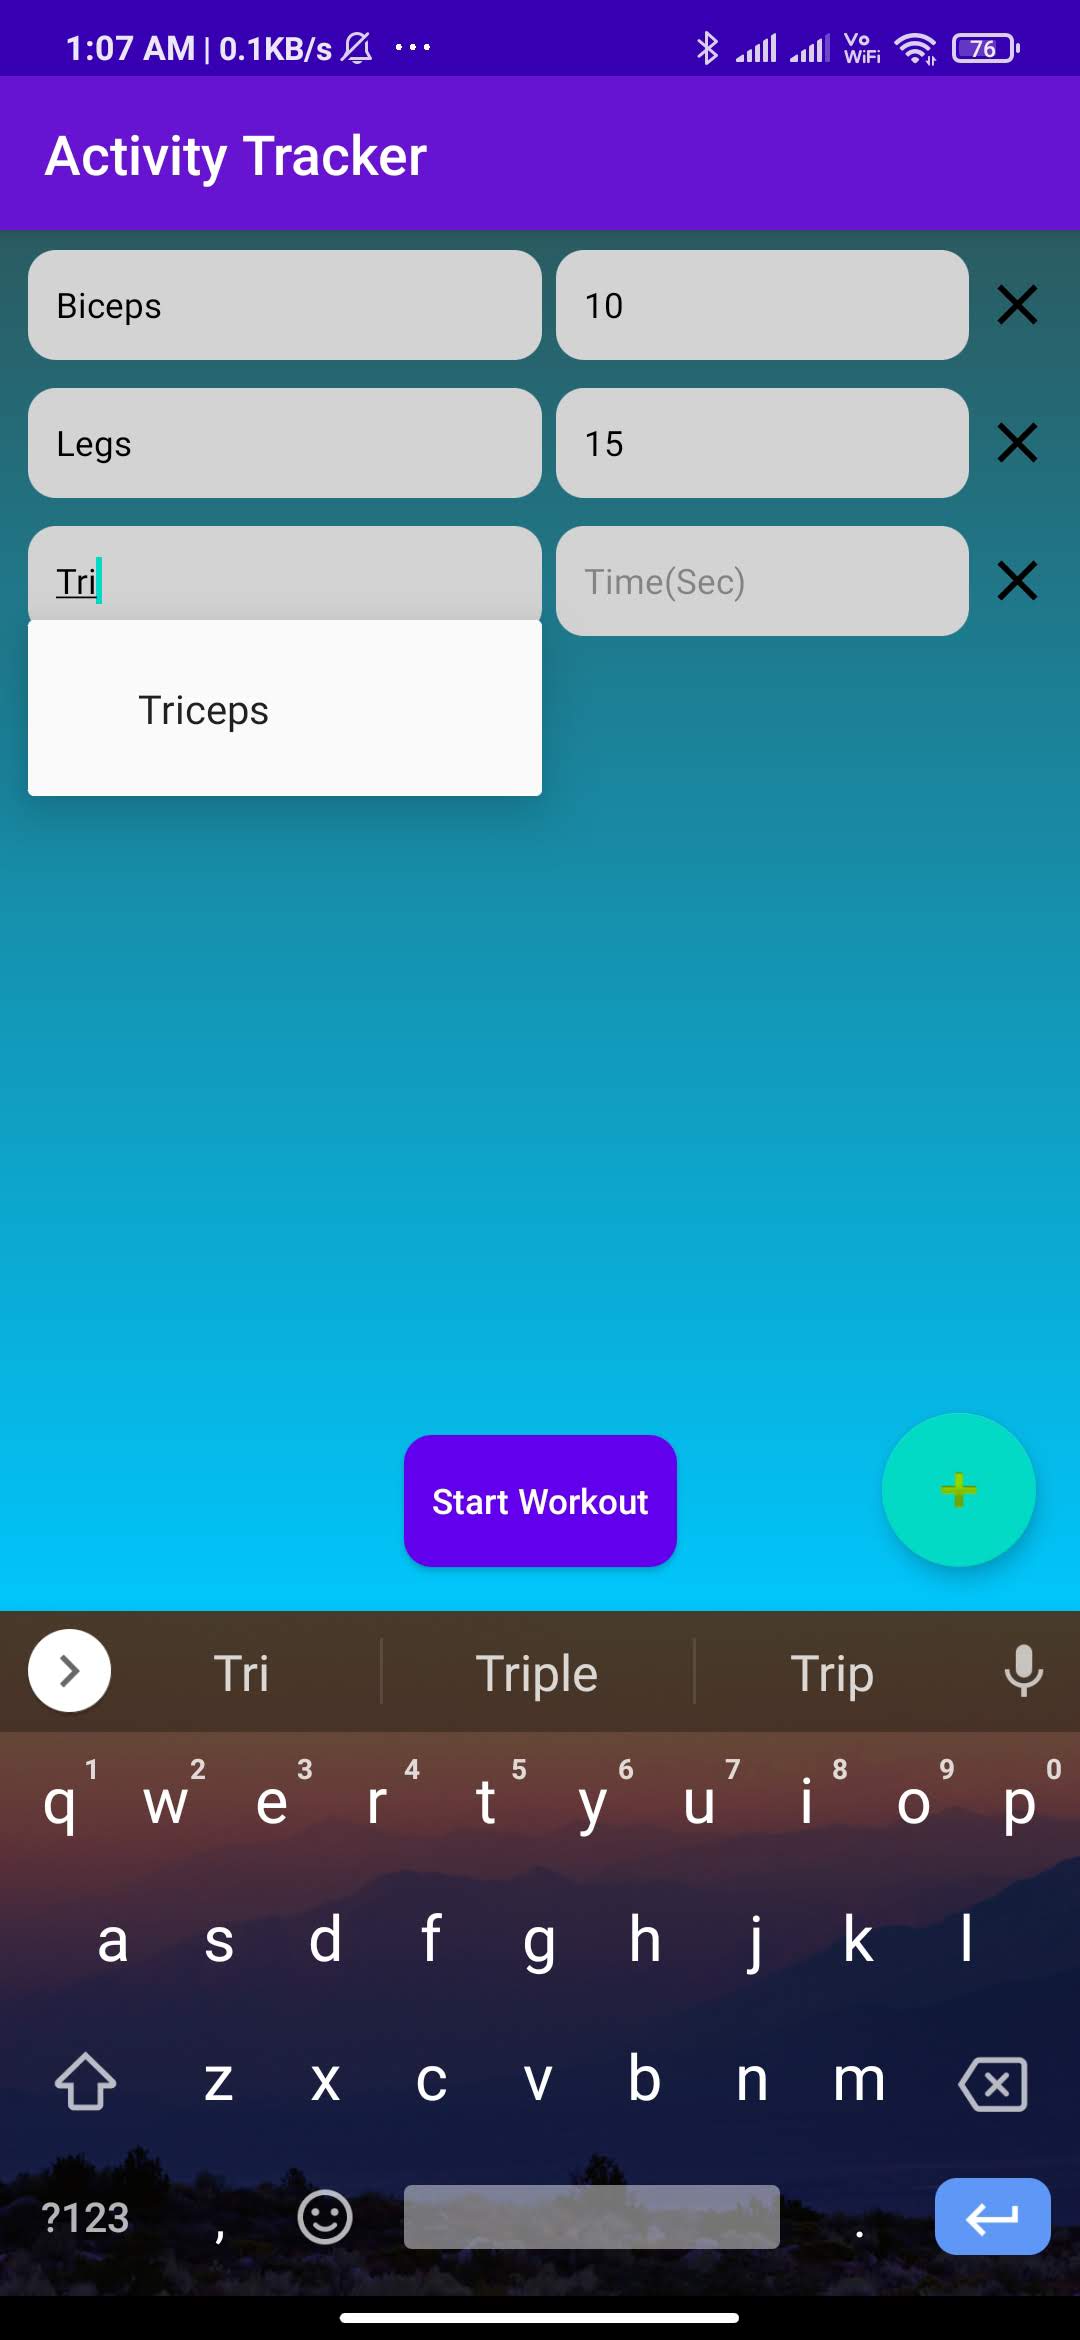 1:07 AM | 0.1KB/s ... Vo WiFi 76
Activity Tracker
Biceps 10
Legs 15
Tri Time(Sec)
Triceps
Start Workout +
Tri Triple Trip
1 2 3 4 5 6 7 8 9 0
q w e r t y u i o p
a s d f g h j k l
z x c v b n m
?123 , .